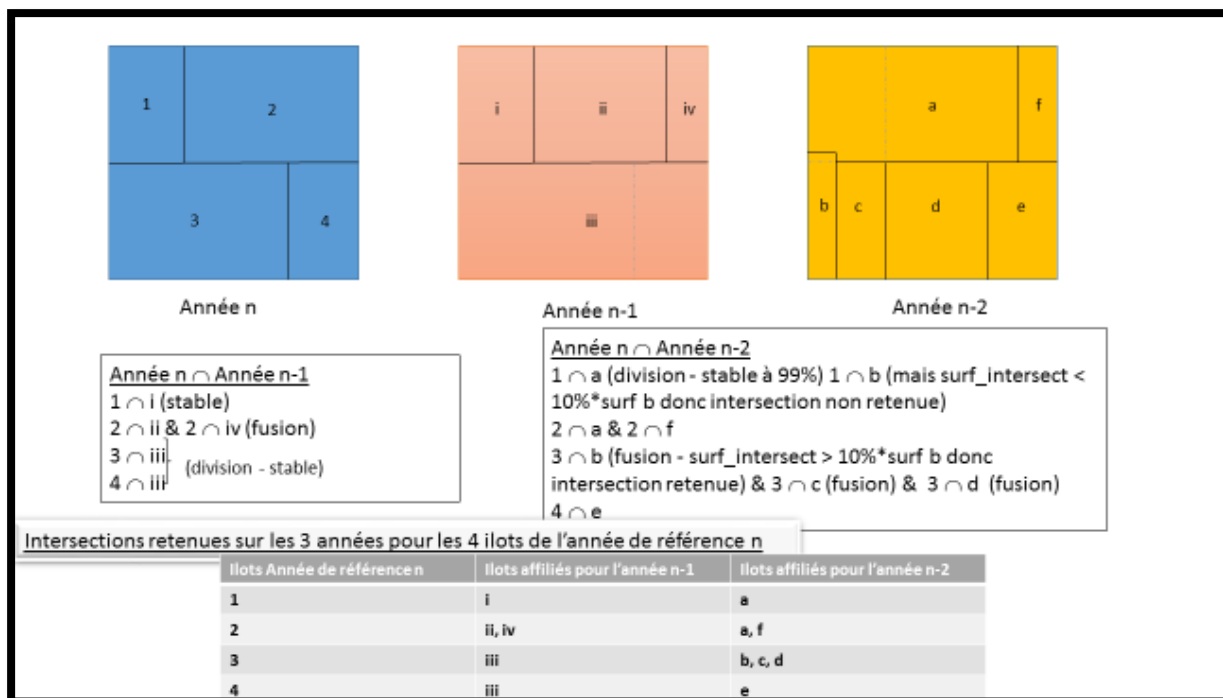 1
2
3
4
i
ii
iv
iii
a
f
b
c
d
e
Année n
Année n-1
Année n-2
Année n ∩ Année n-1
1 ∩ i (stable)
2 ∩ ii & 2 ∩ iv (fusion)
3 ∩ iii
(division - stable)
4 ∩ iii
Année n ∩ Année n-2
1 ∩ a (division - stable à 99%) 1 ∩ b (mais surf_intersect <
10%*surf b donc intersection non retenue)
2 ∩ a & 2 ∩ f
3 ∩ b (fusion - surf_intersect > 10%*surf b donc
intersection retenue) & 3 ∩ c (fusion) & 3 ∩ d (fusion)
4 ∩ e
Intersections retenues sur les 3 années pour les 4 ilots de l'année de référence n
Ilots Année de référence n Ilots affiliés pour l'année n-1 Ilots affiliés pour l'année n-2
1 i a
2 ii, iv a, f
3 iii b, c, d
4 iii e